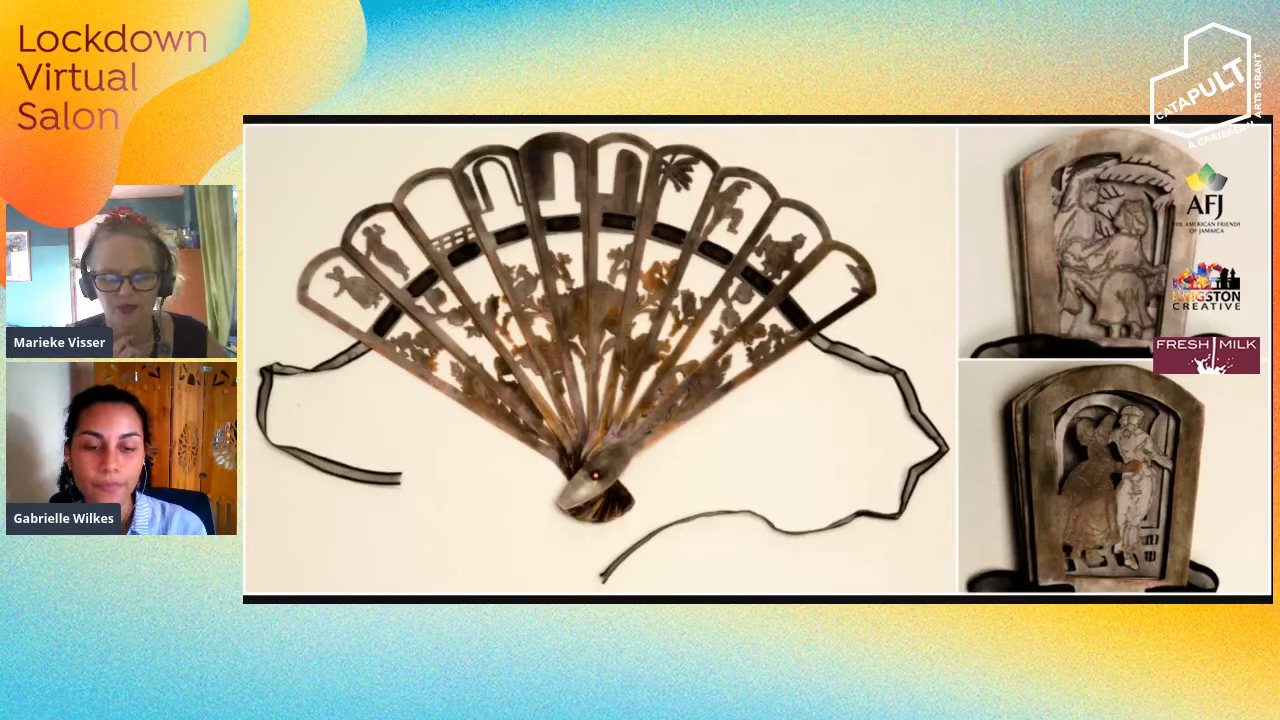 Lockdown
Virtual
Salon
CATAPULT
A CARIBBEAN
ARTS GRANT
AFJ
THE AMERICAN FRIENDS
OF JAMAICA
KINGSTON
CREATIVE
FRESH MILK
Marieke Visser
Gabrielle Wilkes